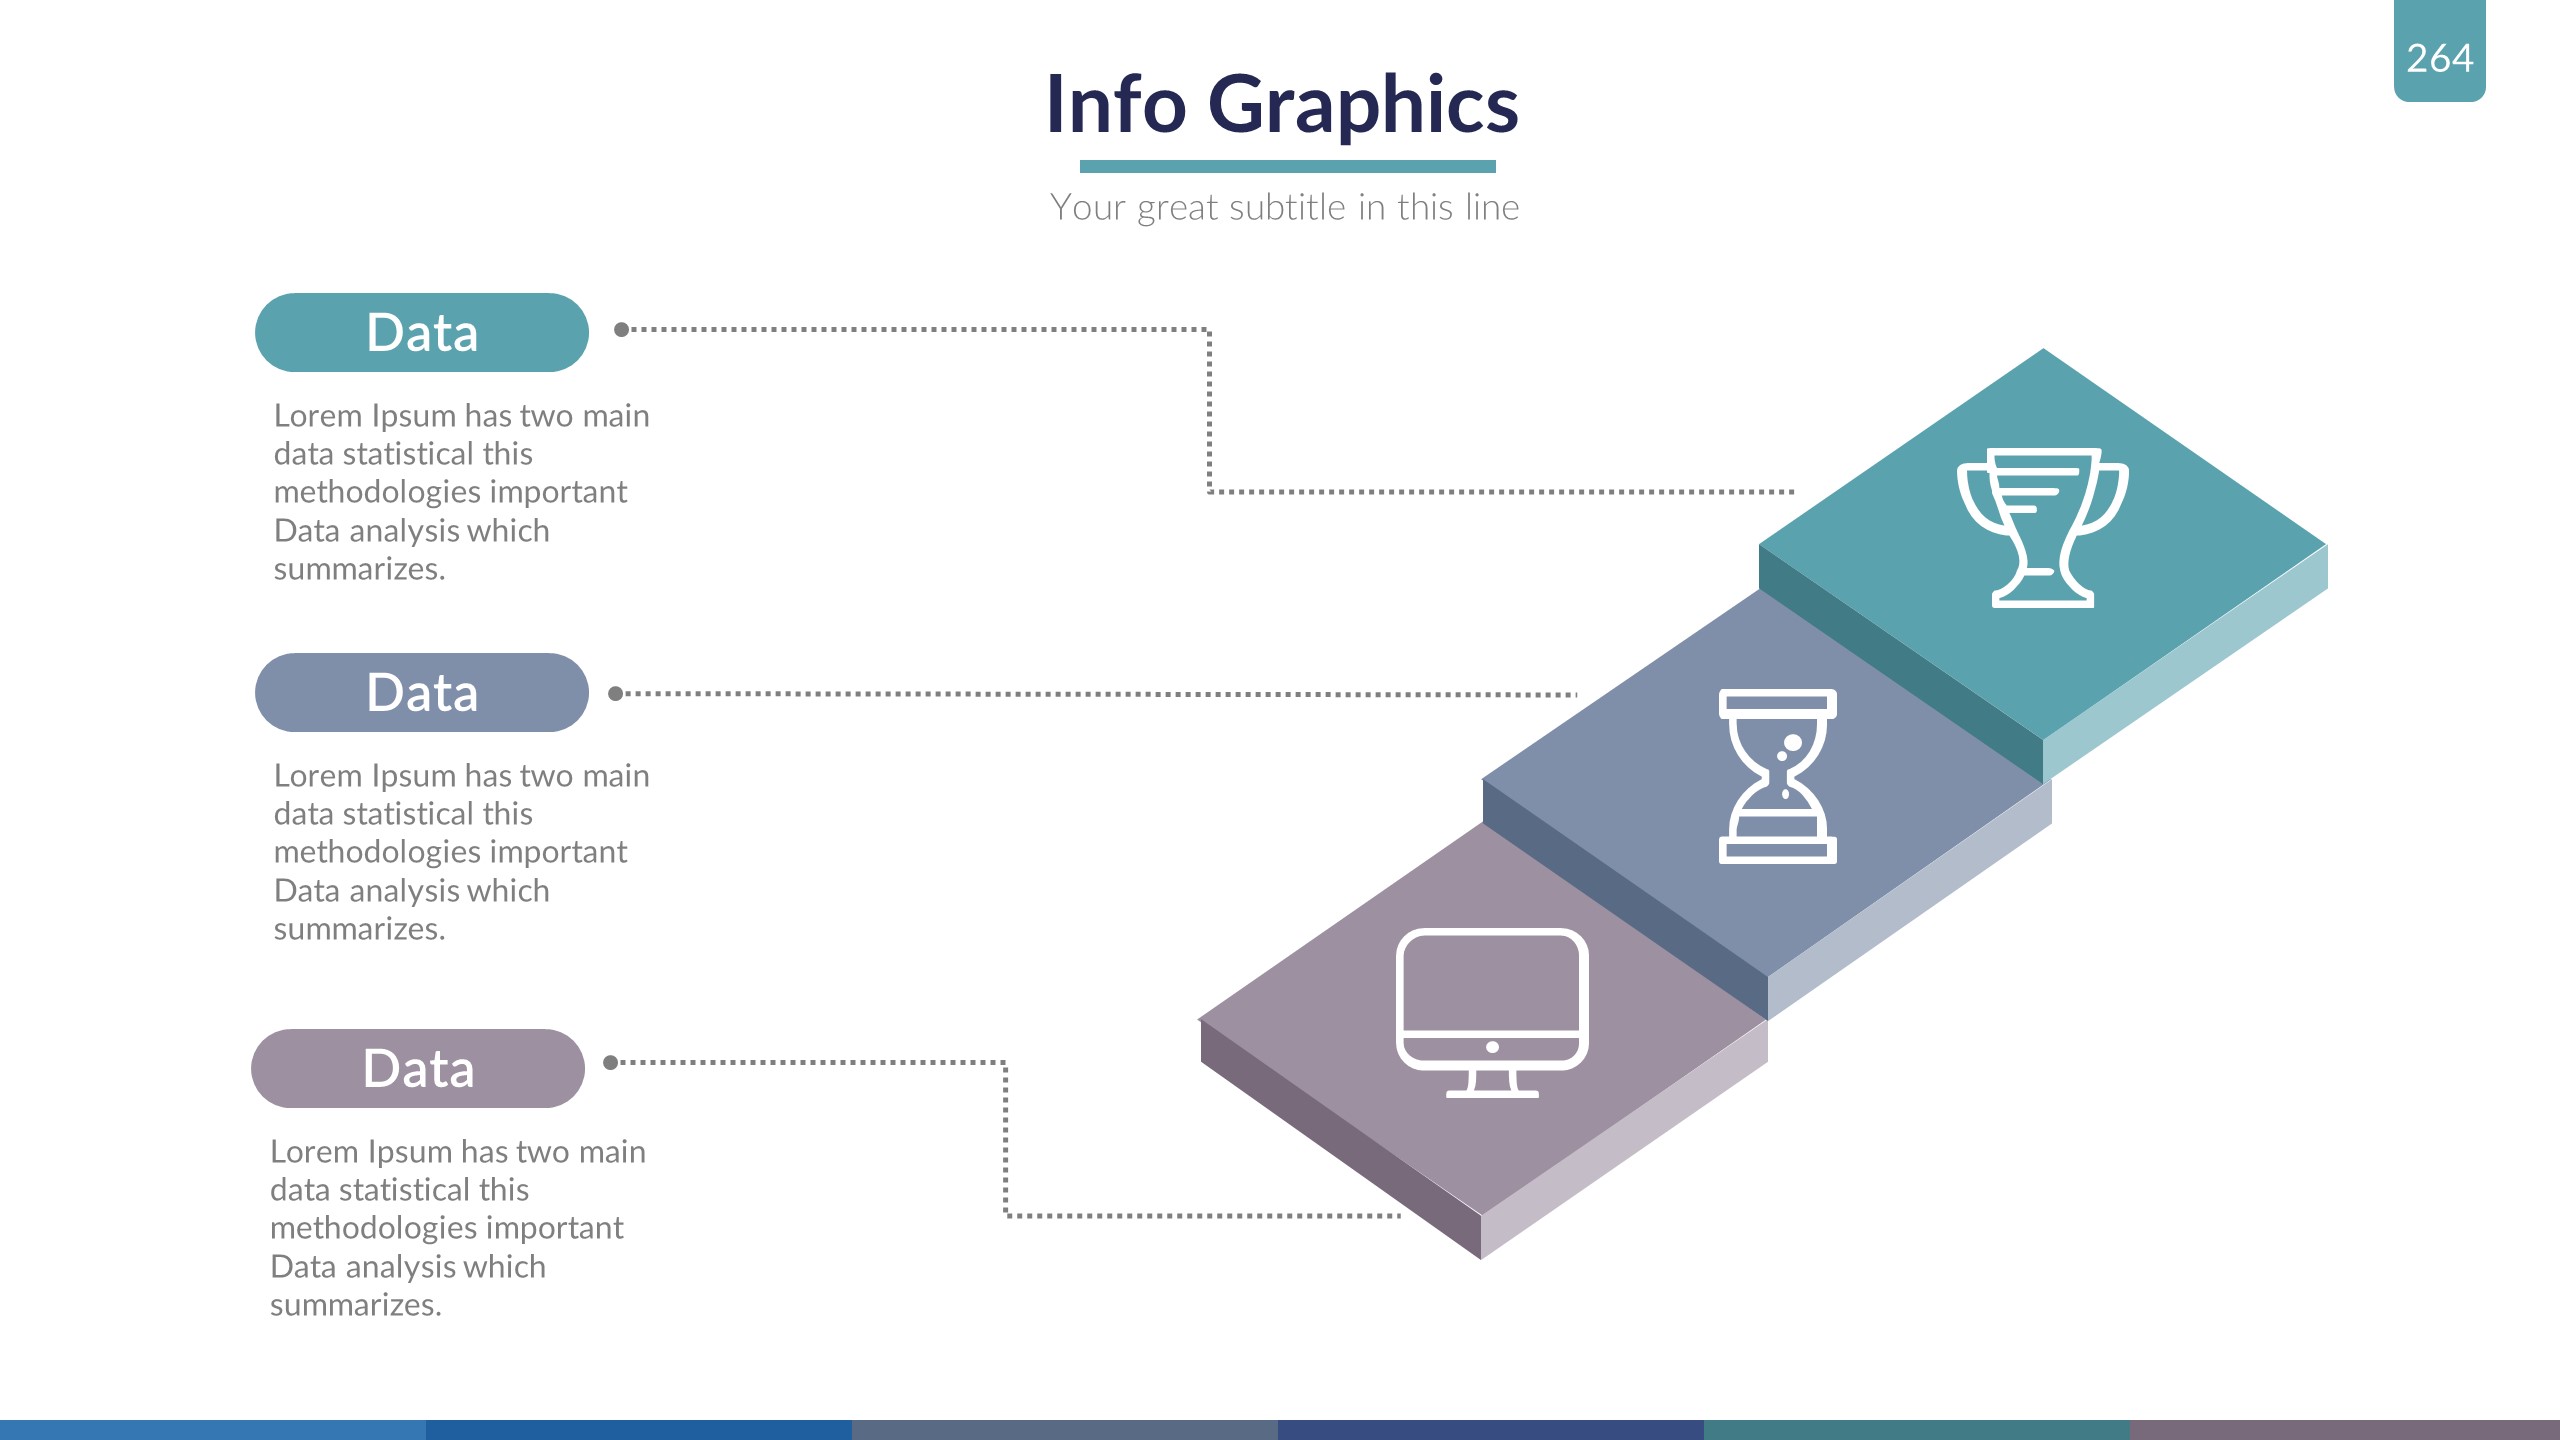 264
Info Graphics
Your great subtitle in this line
Data
Lorem Ipsum has two main
data statistical this
methodologies important
Data analysis which
summarizes.
Data
Lorem Ipsum has two main
data statistical this
methodologies important
Data analysis which
summarizes.
Data
Lorem Ipsum has two main
data statistical this
methodologies important
Data analysis which
summarizes.